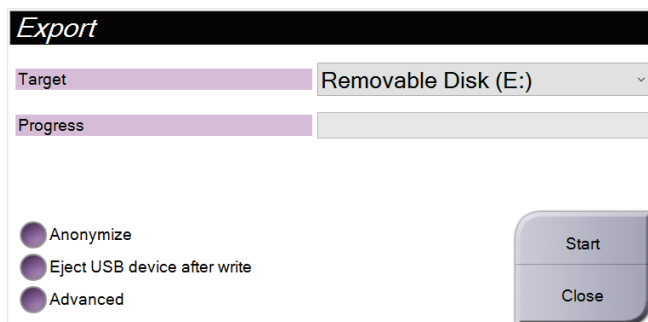 Export
Target
Removable Disk (E:)
Progress
Anonymize
Eject USB device after write
Advanced
Start
Close